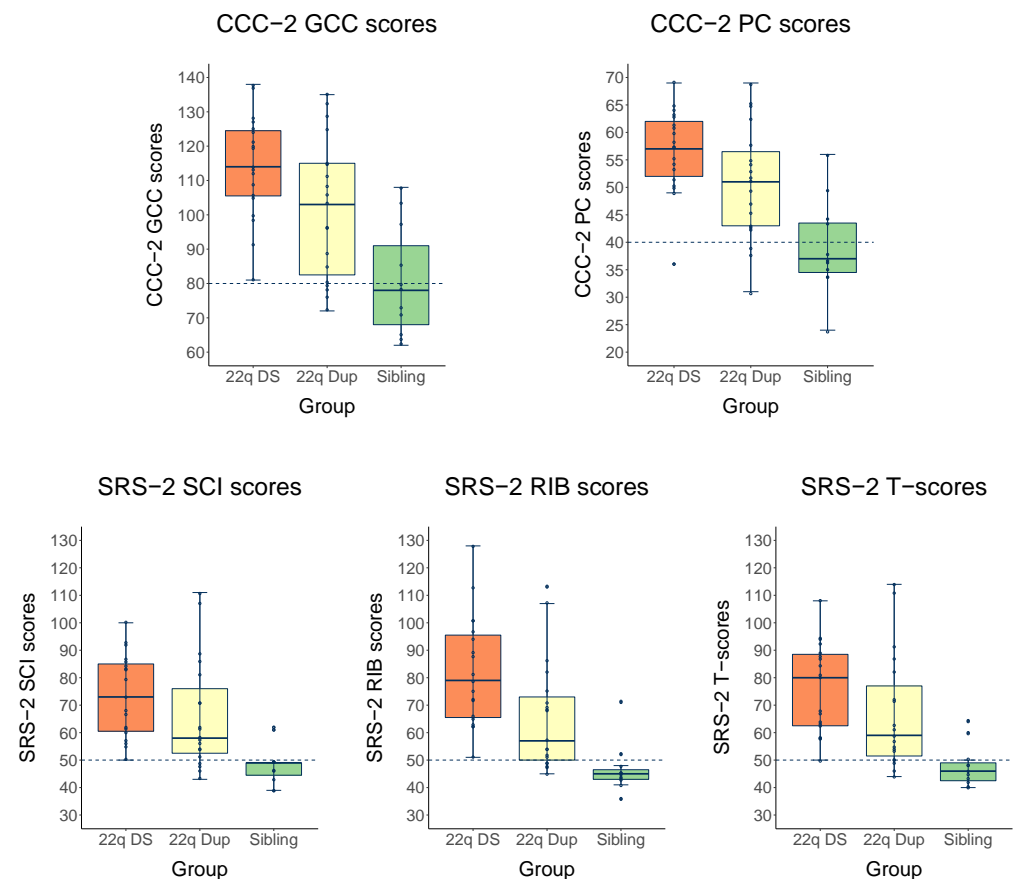 CCC−2 GCC scores
CCC−2 PC scores
CCC−2 GCC scores
140
130
120
110
100
90
80
70
60
22q DS 22q Dup Sibling
Group
CCC−2 PC scores
70
65
60
55
50
45
40
35
30
25
20
22q DS 22q Dup Sibling
Group
SRS−2 SCI scores
SRS−2 RIB scores
SRS−2 T−scores
SRS−2 SCI scores
130
120
110
100
90
80
70
60
50
40
30
22q DS 22q Dup Sibling
Group
SRS−2 RIB scores
130
120
110
100
90
80
70
60
50
40
30
22q DS 22q Dup Sibling
Group
SRS−2 T−scores
130
120
110
100
90
80
70
60
50
40
30
22q DS 22q Dup Sibling
Group